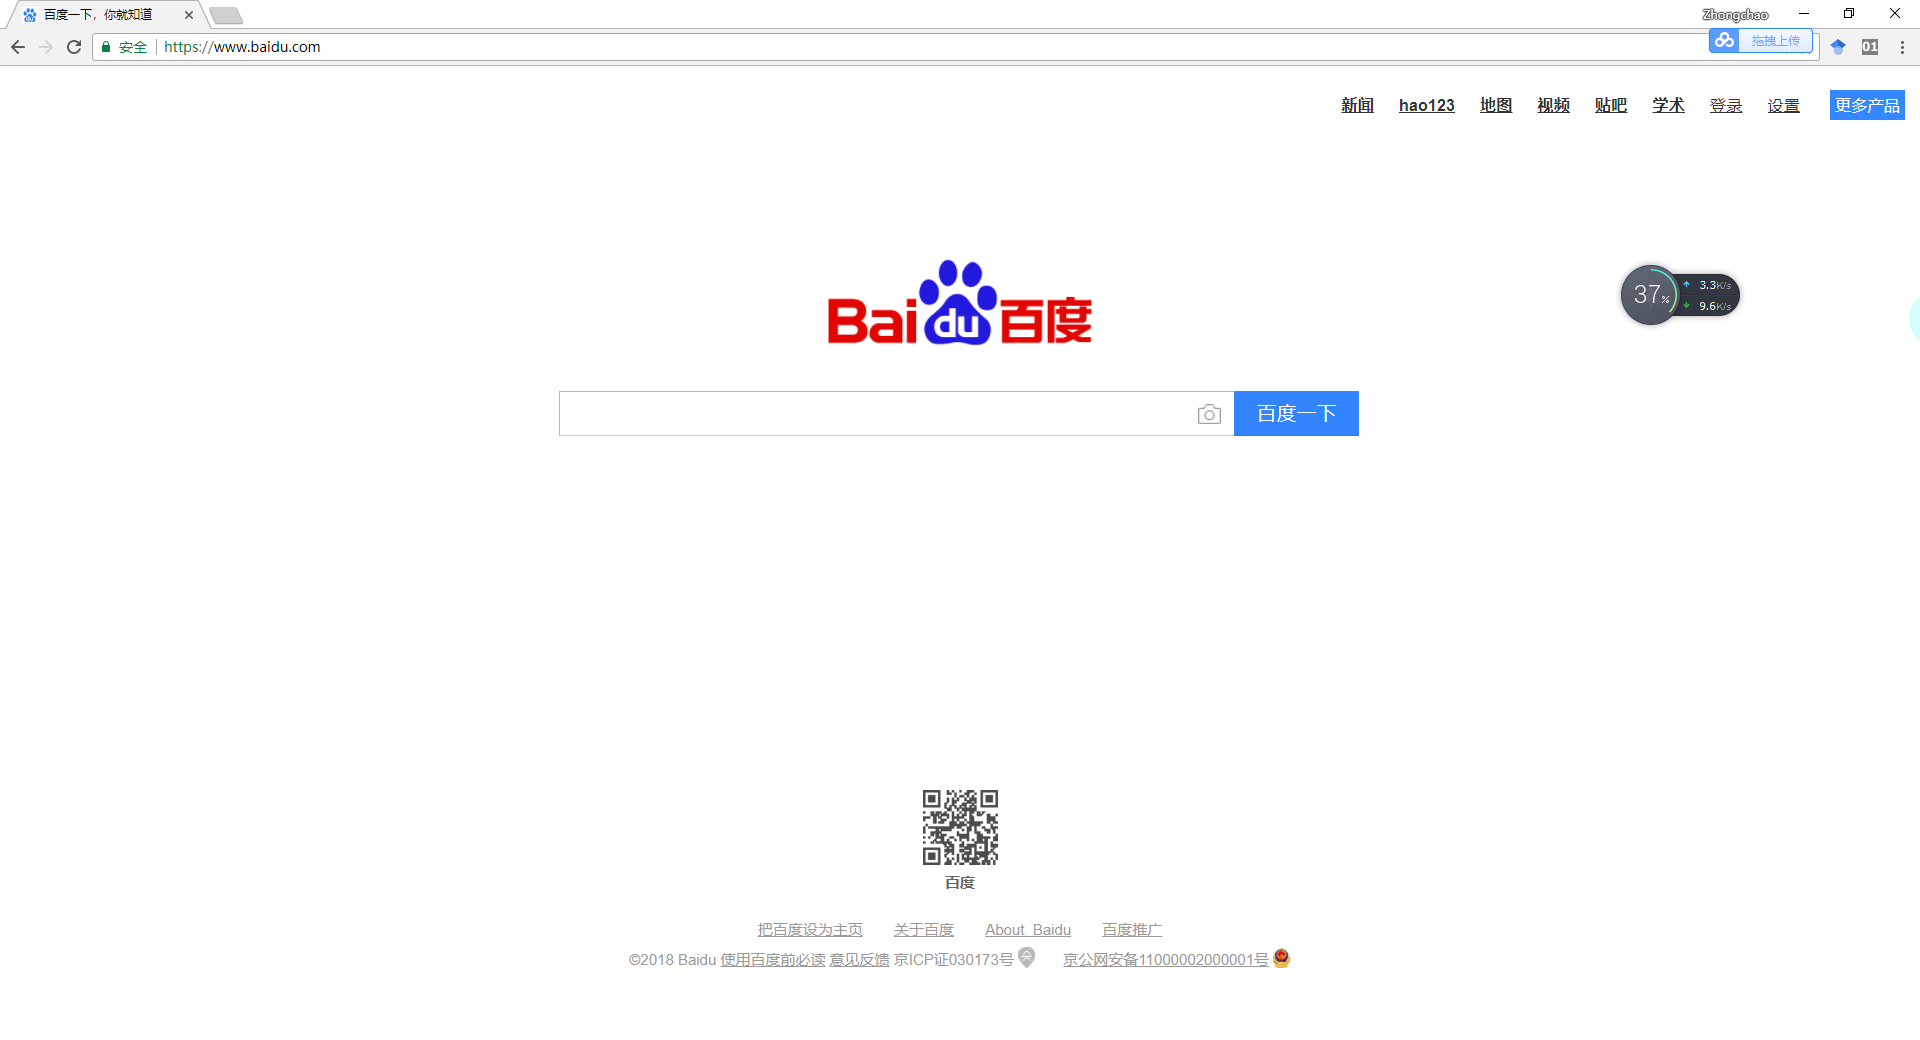 百度一下，你就知道
Zhongchao
安全 https://www.baidu.com
拖拽上传
01
新闻 hao123 地图 视频 贴吧 学术 登录 设置 更多产品
Bai du 百度
37%
3.3K/s
9.6K/s
百度一下
百度
把百度设为主页 关于百度 About Baidu 百度推广
©2018 Baidu 使用百度前必读 意见反馈 京ICP证030173号 京公网安备11000002000001号